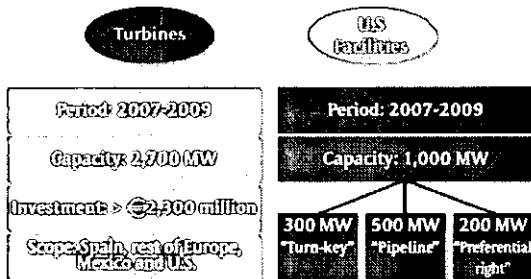 Turbines
U.S
Facilities
Period: 2007-2009
Capacity: 2,700 MW
Investment: > €2,300 million
Scope: Spain, rest of Europe,
Mexico and U.S.
Period: 2007-2009
Capacity: 1,000 MW
300 MW
"Turn-key"
500 MW
"Pipeline"
200 MW
"Preferential
right"